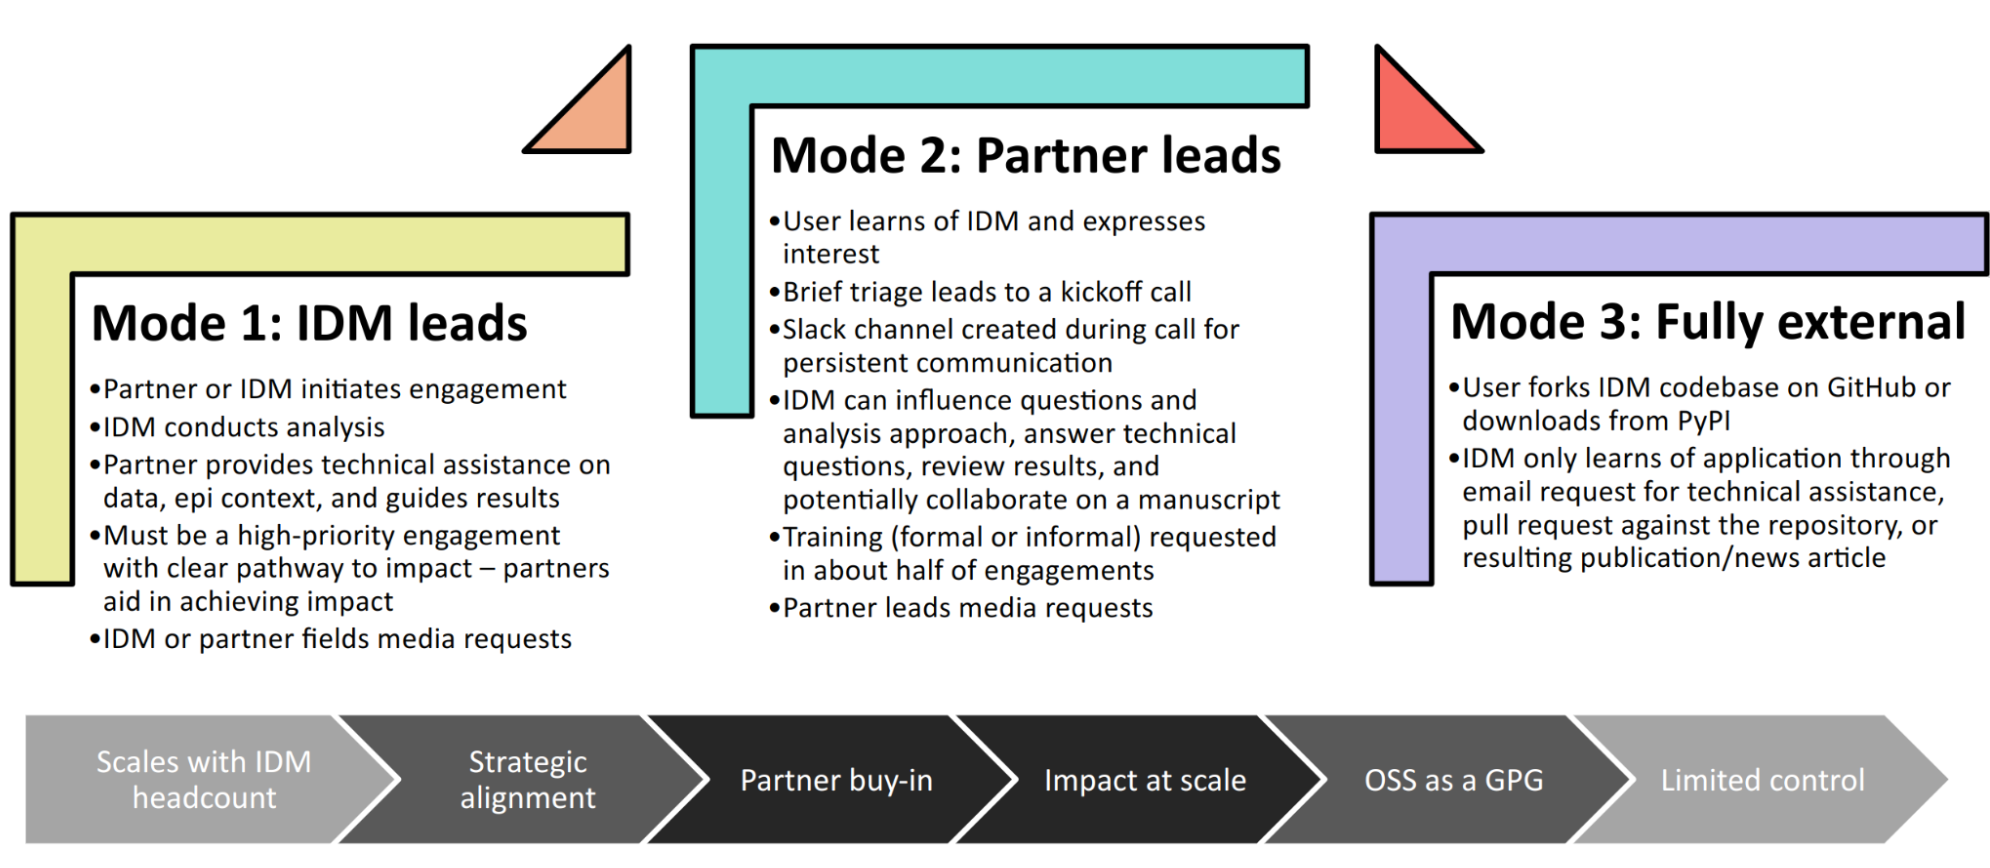 Mode 1: IDM leads
•Partner or IDM initiates engagement
•IDM conducts analysis
•Partner provides technical assistance on
data, epi context, and guides results
•Must be a high-priority engagement
with clear pathway to impact – partners
aid in achieving impact
•IDM or partner fields media requests
Mode 2: Partner leads
•User learns of IDM and expresses
interest
•Brief triage leads to a kickoff call
•Slack channel created during call for
persistent communication
•IDM can influence questions and
analysis approach, answer technical
questions, review results, and
potentially collaborate on a manuscript
•Training (formal or informal) requested
in about half of engagements
•Partner leads media requests
Mode 3: Fully external
•User forks IDM codebase on GitHub or
downloads from PyPI
•IDM only learns of application through
email request for technical assistance,
pull request against the repository, or
resulting publication/news article
Scales with IDM
headcount
Strategic
alignment
Partner buy-in
Impact at scale
OSS as a GPG
Limited control